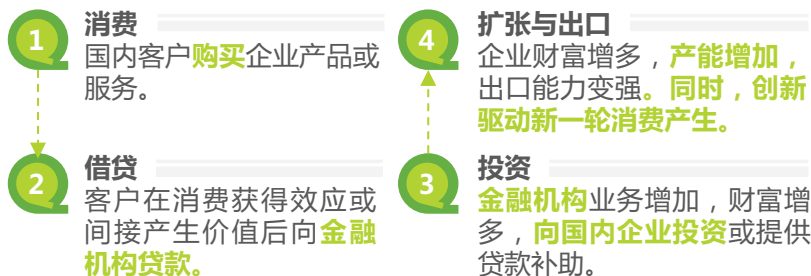 1
消费
国内客户购买企业产品或
服务。
2
借贷
客户在消费获得效应或
间接产生价值后向金融
机构贷款。
3
投资
金融机构业务增加，财富增
多，向国内企业投资或提供
贷款补助。
4
扩张与出口
企业财富增多，产能增加，
出口能力变强。同时，创新
驱动新一轮消费产生。